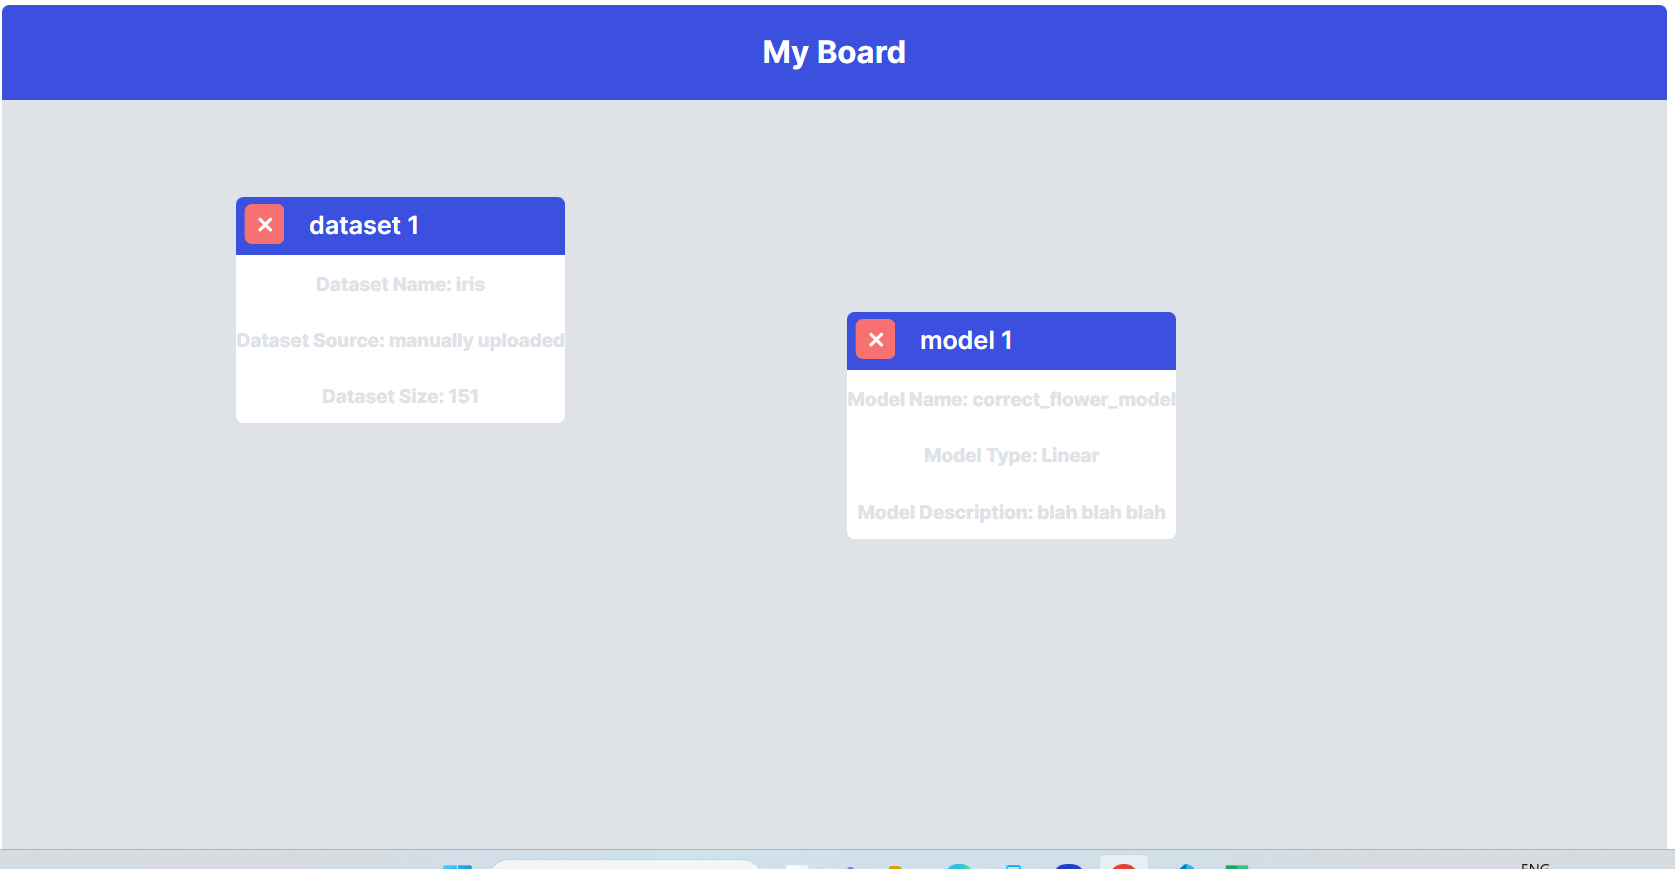 My Board
dataset 1
Dataset Name: iris
Dataset Source: manually uploaded
Dataset Size: 151
model 1
Model Name: correct_flower_model
Model Type: Linear
Model Description: blah blah blah
ENG